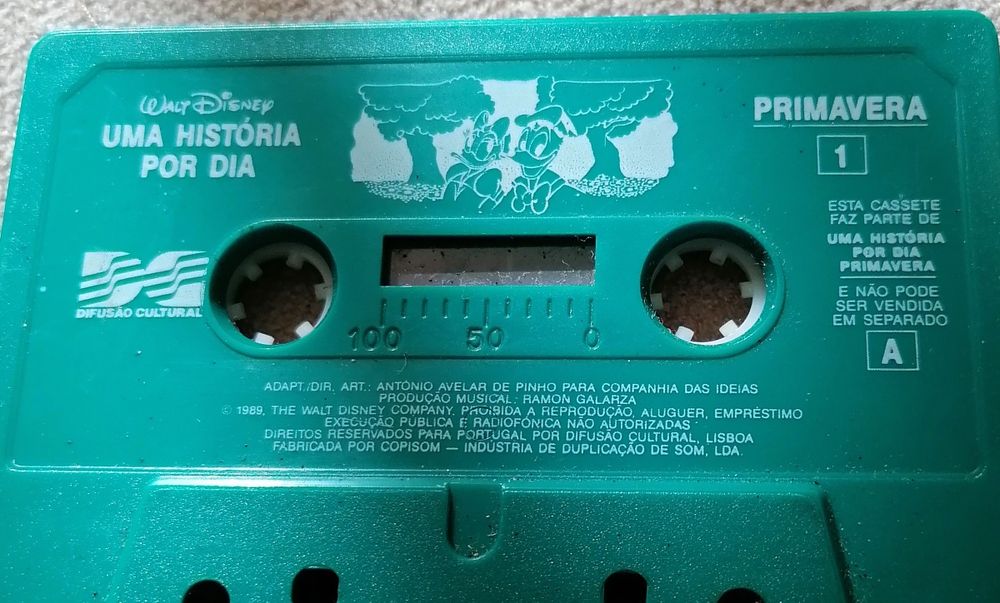 WALT DISNEY
UMA HISTÓRIA
POR DIA
PRIMAVERA
1
ESTA CASSETE
FAZ PARTE DE
UMA HISTÓRIA
POR DIA
PRIMAVERA
E NÃO PODE
SER VENDIDA
EM SEPARADO
A
DIFUSÃO CULTURAL
100 50 0
ADAPT./DIR. ART.: ANTÓNIO AVELAR DE PINHO PARA COMPANHIA DAS IDEIAS
PRODUÇÃO MUSICAL: RAMON GALARZA
© 1989, THE WALT DISNEY COMPANY. PROIBIDA A REPRODUÇÃO, ALUGUER, EMPRÉSTIMO
EXECUÇÃO PÚBLICA E RADIOFÓNICA NÃO AUTORIZADAS
DIREITOS RESERVADOS PARA PORTUGAL POR DIFUSÃO CULTURAL, LISBOA
FABRICADA POR COPISOM — INDÚSTRIA DE DUPLICAÇÃO DE SOM, LDA.